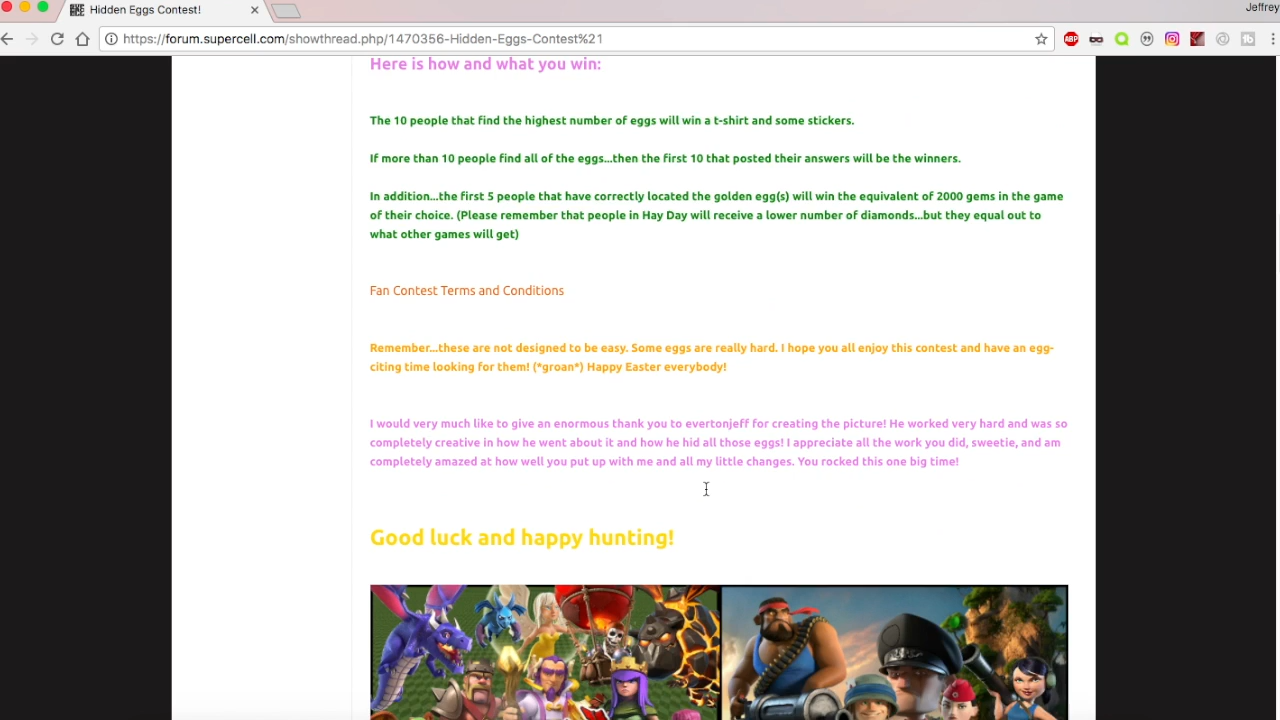 Hidden Eggs Contest!
Jeffrey
https://forum.supercell.com/showthread.php/1470356-Hidden-Eggs-Contest%21
ABP
Here is how and what you win:
The 10 people that find the highest number of eggs will win a t-shirt and some stickers.
If more than 10 people find all of the eggs...then the first 10 that posted their answers will be the winners.
In addition...the first 5 people that have correctly located the golden egg(s) will win the equivalent of 2000 gems in the game
of their choice. (Please remember that people in Hay Day will receive a lower number of diamonds...but they equal out to
what other games will get)
Fan Contest Terms and Conditions
Remember...these are not designed to be easy. Some eggs are really hard. I hope you all enjoy this contest and have an egg-
citing time looking for them! (*groan*) Happy Easter everybody!
I would very much like to give an enormous thank you to evertonjeff for creating the picture! He worked very hard and was so
completely creative in how he went about it and how he hid all those eggs! I appreciate all the work you did, sweetie, and am
completely amazed at how well you put up with me and all my little changes. You rocked this one big time!
Good luck and happy hunting!